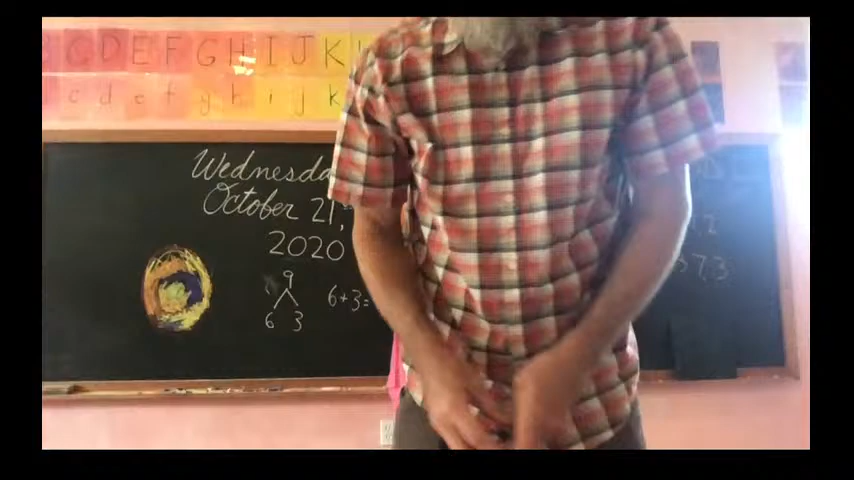 B C D E F G H I J K
c d e f g h i j k
Wednesda
October 21,
2020
9
6 3
6+3=